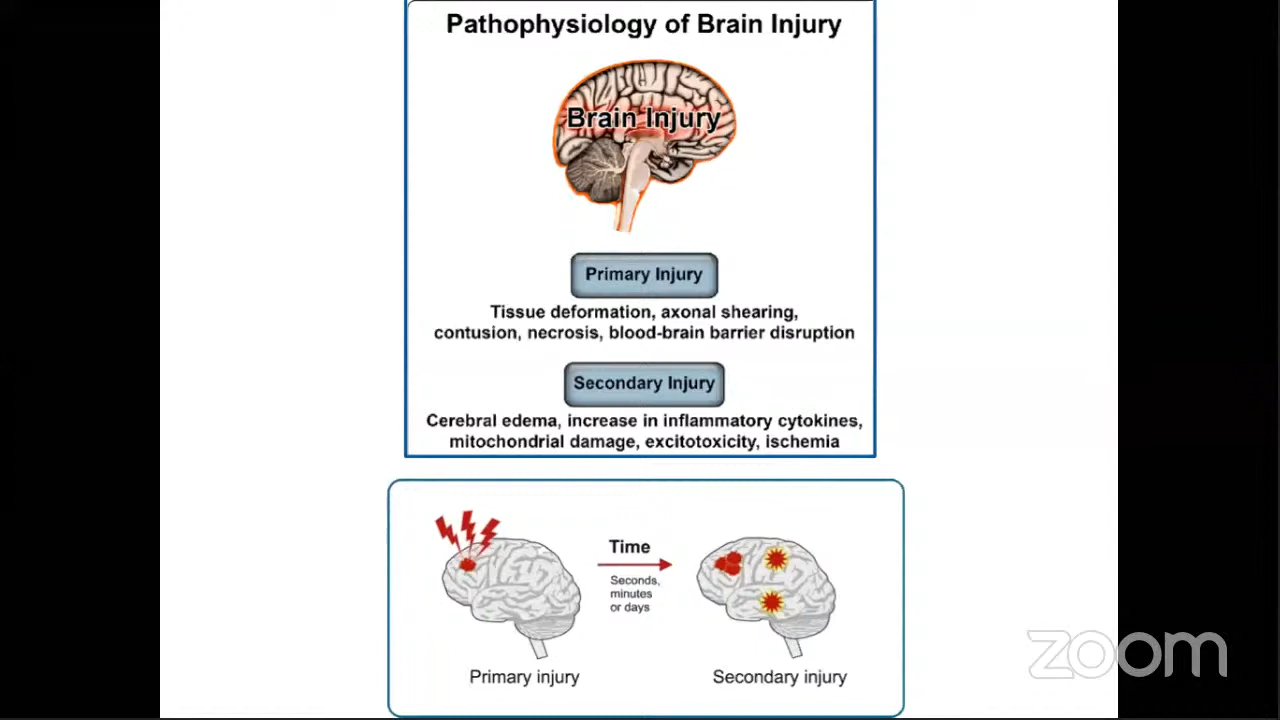 Pathophysiology of Brain Injury
Brain Injury
Primary Injury
Tissue deformation, axonal shearing,
contusion, necrosis, blood-brain barrier disruption
Secondary Injury
Cerebral edema, increase in inflammatory cytokines,
mitochondrial damage, excitotoxicity, ischemia
Time
Seconds,
minutes
or days
Primary injury
Secondary injury
zoom